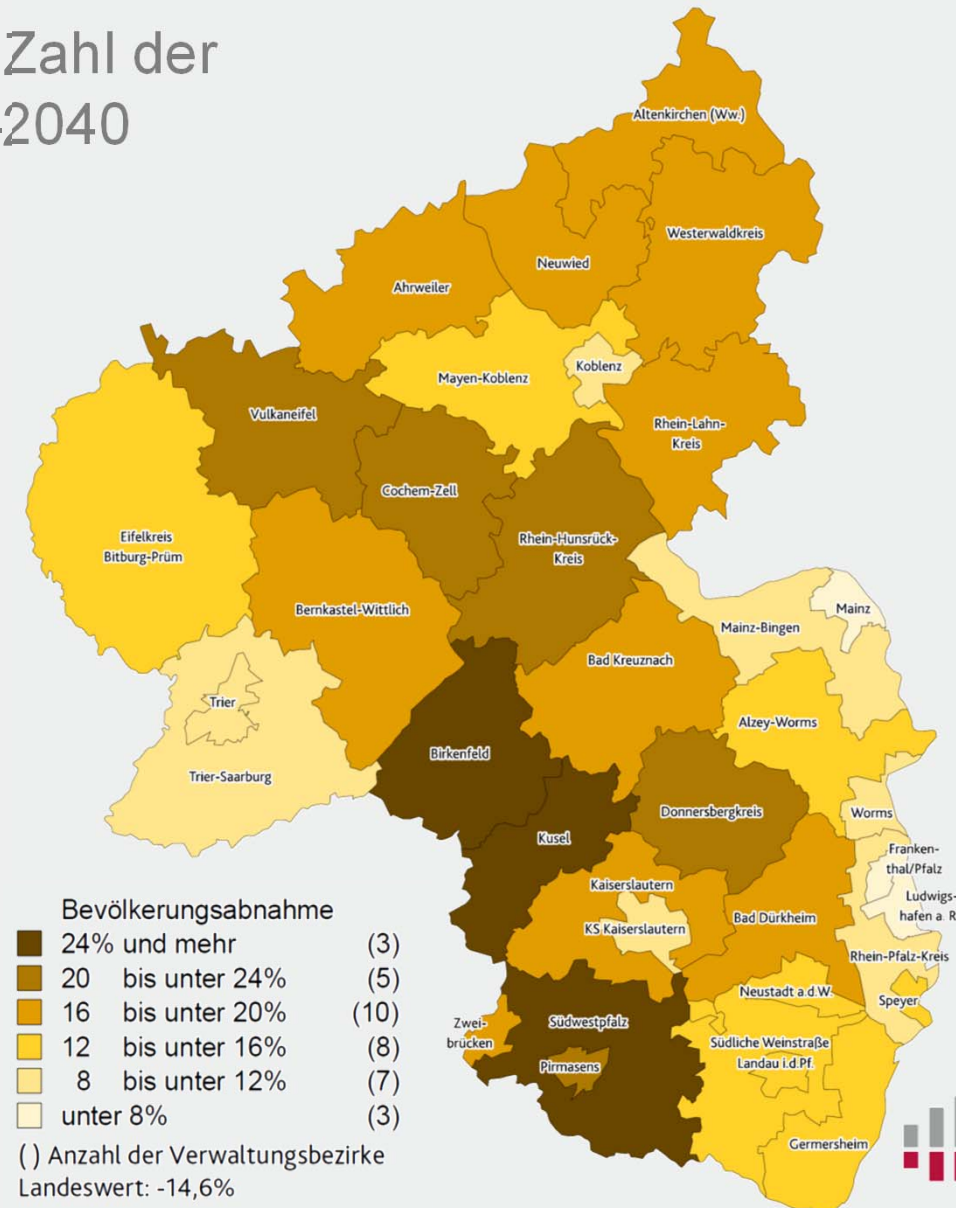 Zahl der
2040
Altenkirchen (Ww.)
Westerwaldkreis
Neuwied
Ahrweiler
Koblenz
Mayen-Koblenz
Vulkaneifel
Rhein-Lahn-
Kreis
Cochem-Zell
Eifelkreis
Bitburg-Prüm
Rhein-Hunsrück-
Kreis
Bernkastel-Wittlich
Mainz
Mainz-Bingen
Bad Kreuznach
Trier
Alzey-Worms
Birkenfeld
Trier-Saarburg
Donnersbergkreis
Worms
Kusel
Franken-
thal/Pfalz
Kaiserslautern
Ludwigs-
hafen a. R
Bad Dürkheim
KS Kaiserslautern
Rhein-Pfalz-Kreis
Neustadt a.d.W.
Speyer
Zwei-
brücken
Südwestpfalz
Südliche Weinstraße
Landau i.d.Pf.
Pirmasens
Germersheim
Bevölkerungsabnahme
24% und mehr (3)
20 bis unter 24% (5)
16 bis unter 20% (10)
12 bis unter 16% (8)
8 bis unter 12% (7)
unter 8% (3)
( ) Anzahl der Verwaltungsbezirke
Landeswert: -14,6%